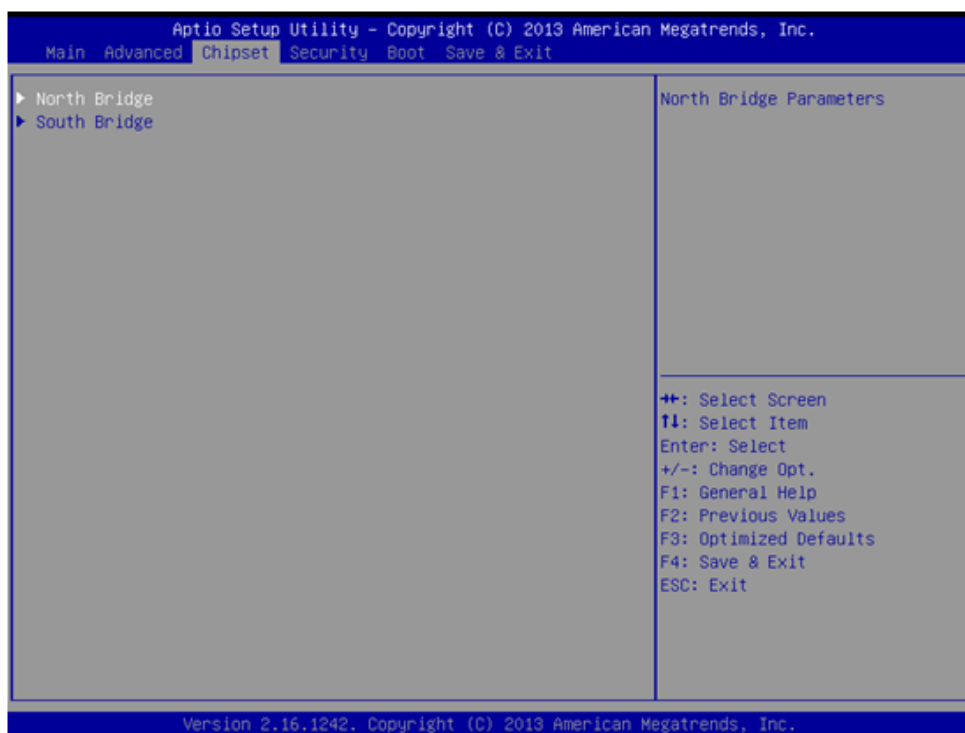 Aptio Setup Utility – Copyright (C) 2013 American Megatrends, Inc.
Main Advanced Chipset Security Boot Save & Exit
▶ North Bridge
▶ South Bridge
North Bridge Parameters
→←: Select Screen
↑↓: Select Item
Enter: Select
+/-: Change Opt.
F1: General Help
F2: Previous Values
F3: Optimized Defaults
F4: Save & Exit
ESC: Exit
Version 2.16.1242. Copyright (C) 2013 American Megatrends, Inc.